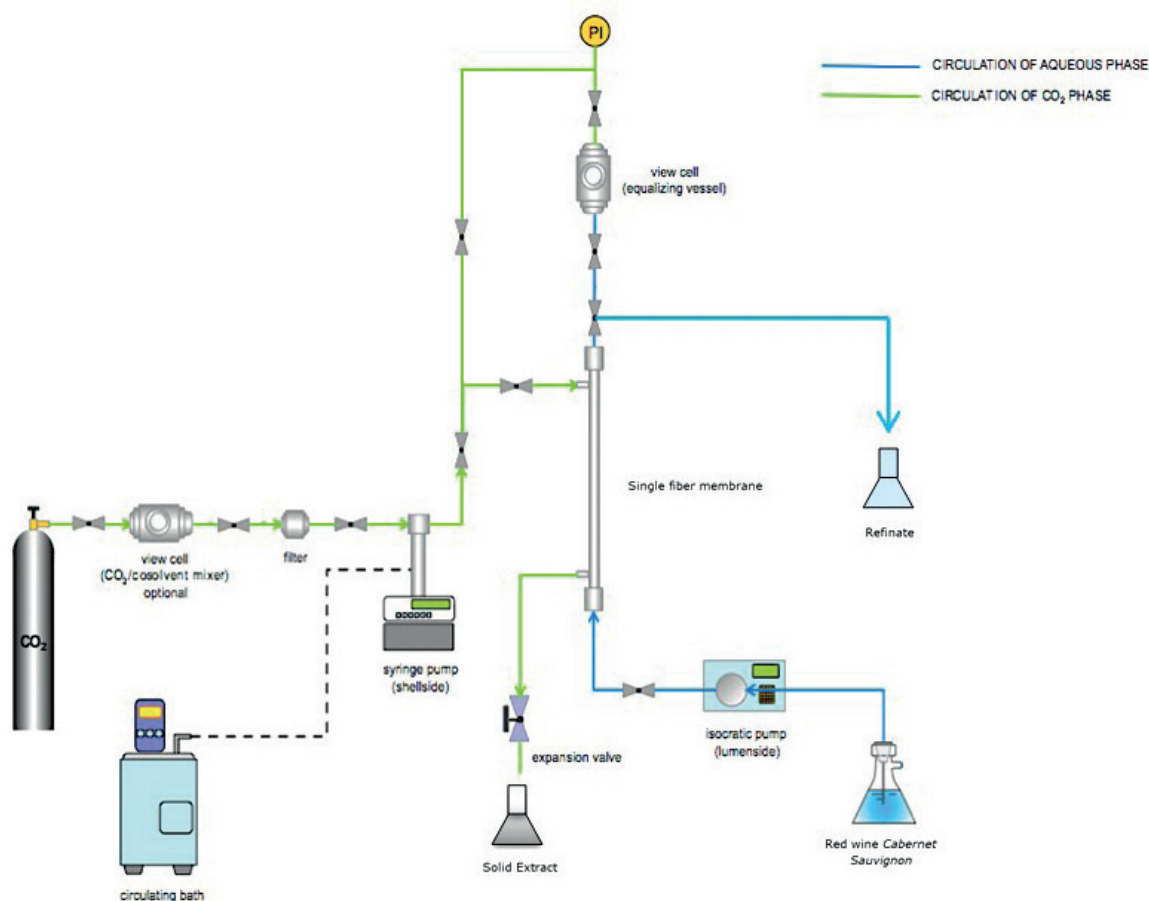 PI
CIRCULATION OF AQUEOUS PHASE
CIRCULATION OF CO₂ PHASE
view cell
(equalizing vessel)
Single fiber membrane
Refinate
view cell
(CO₂/cosolvent mixer)
optional
filter
CO₂
syringe pump
(shellside)
isocratic pump
(lumenside)
expansion valve
Red wine Cabernet
Sauvignon
Solid Extract
circulating bath